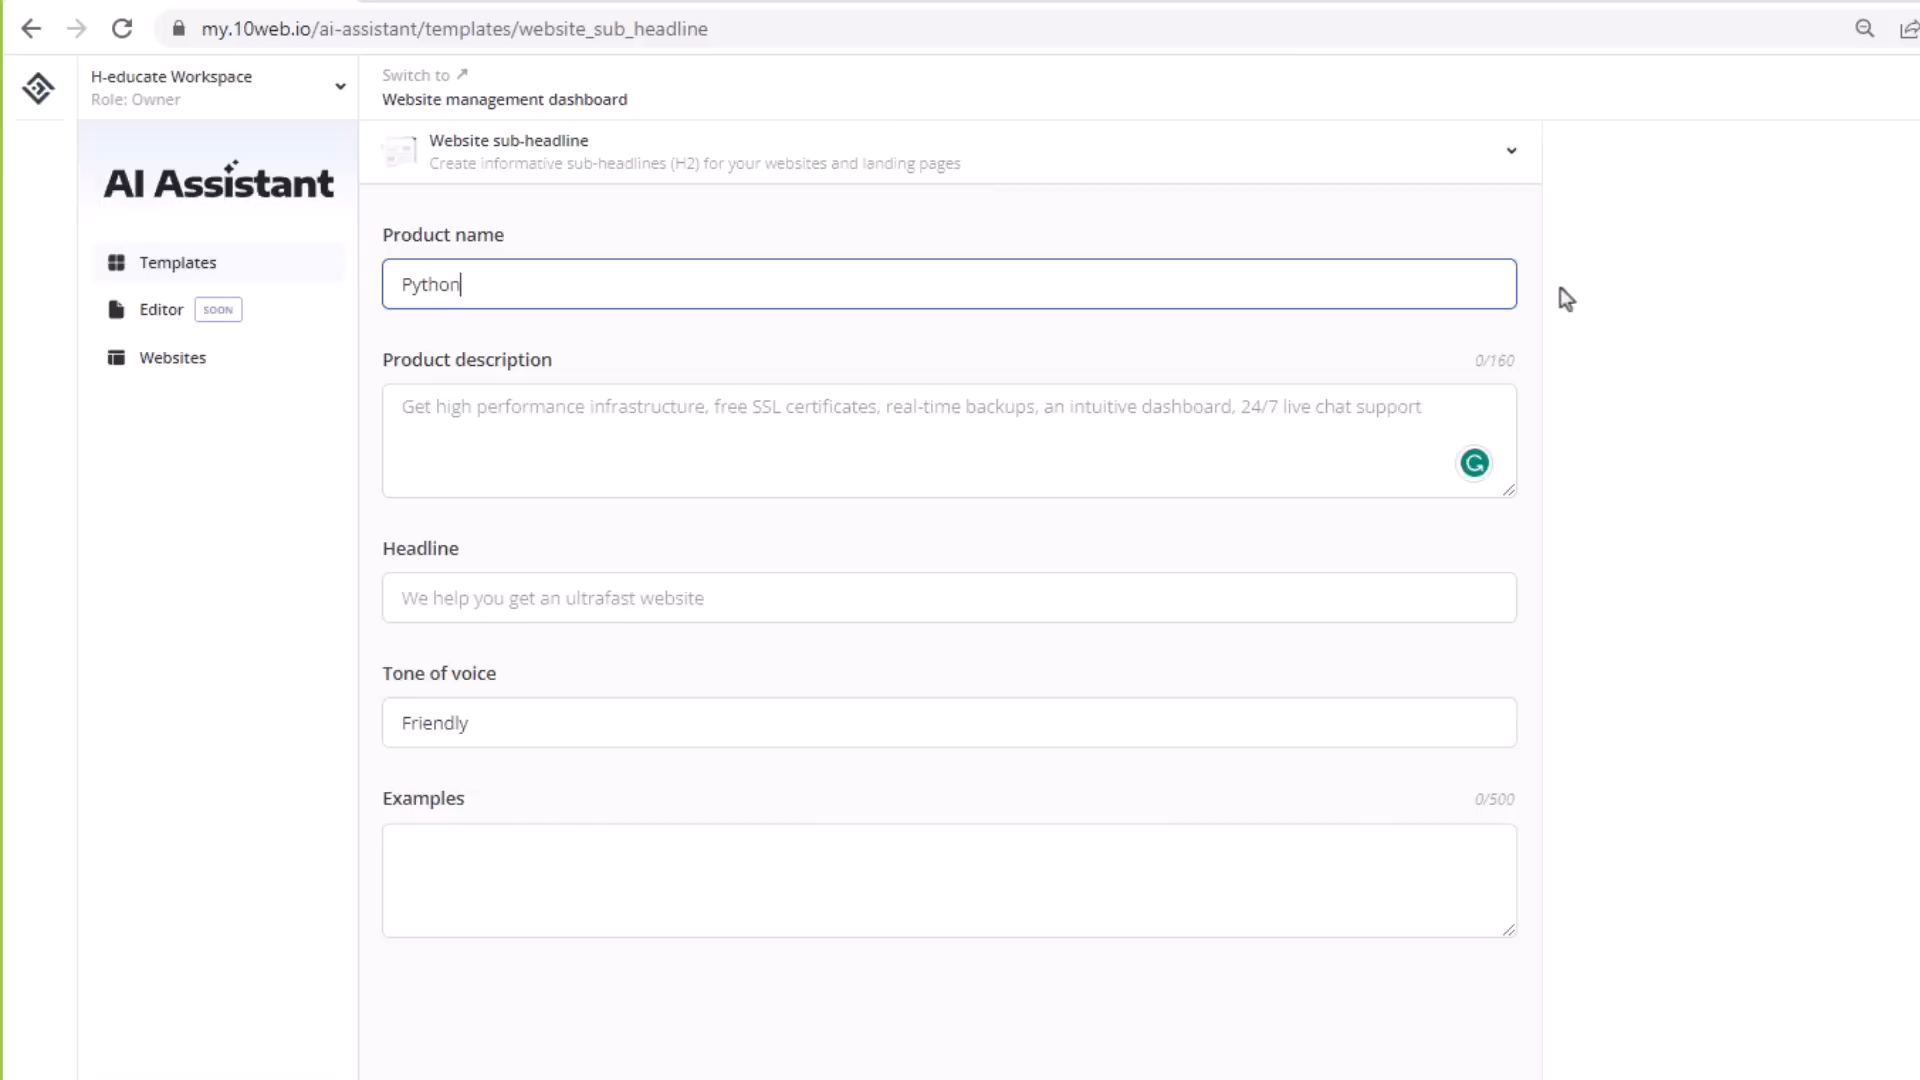 my.10web.io/ai-assistant/templates/website_sub_headline
H-educate Workspace
Role: Owner
Switch to
Website management dashboard
AI Assistant
Templates
Editor SOON
Websites
Website sub-headline
Create informative sub-headlines (H2) for your websites and landing pages
Product name
Python
Product description 0/160
Get high performance infrastructure, free SSL certificates, real-time backups, an intuitive dashboard, 24/7 live chat support
Headline
We help you get an ultrafast website
Tone of voice
Friendly
Examples 0/500